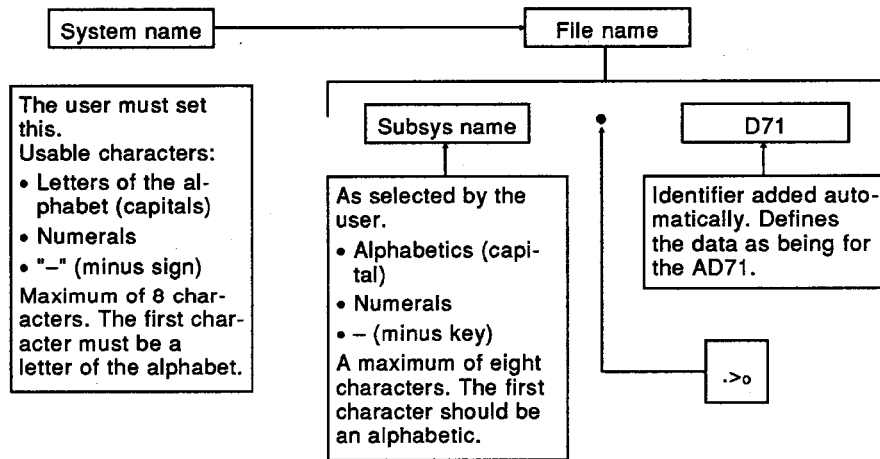 System name
File name
The user must set
this.
Usable characters:
• Letters of the al-
phabet (capitals)
• Numerals
• "–" (minus sign)
Maximum of 8 char-
acters. The first char-
acter must be a
letter of the alphabet.
Subsys name
•
D71
As selected by the
user.
• Alphabetics (capi-
tal)
• Numerals
• – (minus key)
A maximum of eight
characters. The first
character should be
an alphabetic.
Identifier added auto-
matically. Defines
the data as being for
the AD71.
.>o